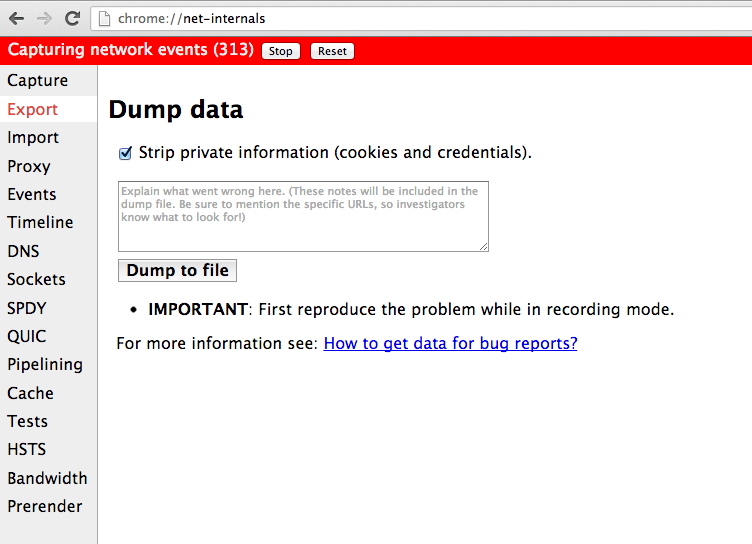 chrome://net-internals
Capturing network events (313) Stop Reset
Capture
Export
Import
Proxy
Events
Timeline
DNS
Sockets
SPDY
QUIC
Pipelining
Cache
Tests
HSTS
Bandwidth
Prerender
Dump data
Strip private information (cookies and credentials).
Explain what went wrong here. (These notes will be included in the
dump file. Be sure to mention the specific URLs, so investigators
know what to look for!)
Dump to file
• IMPORTANT: First reproduce the problem while in recording mode.
For more information see: How to get data for bug reports?